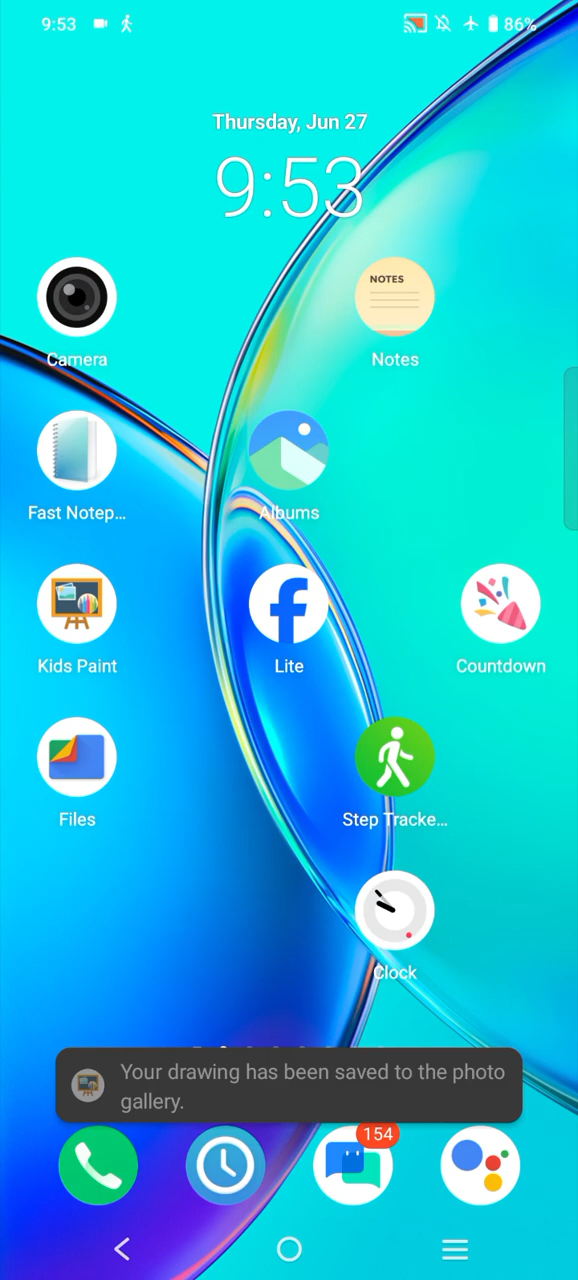 9:53
86%
Thursday, Jun 27
9:53
NOTES
Camera
Notes
Fast Notep...
Albums
Kids Paint
Lite
Countdown
Files
Step Tracke...
Clock
Your drawing has been saved to the photo
gallery.
154